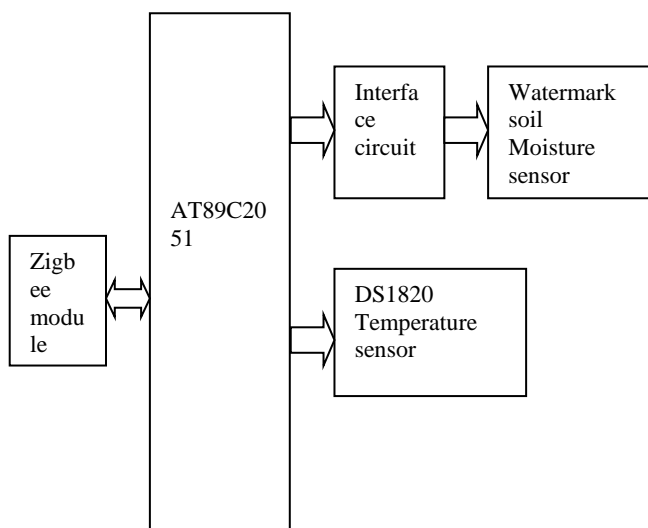 Interfa
ce
circuit
Watermark
soil
Moisture
sensor
AT89C20
51
Zigb
ee
modu
le
DS1820
Temperature
sensor